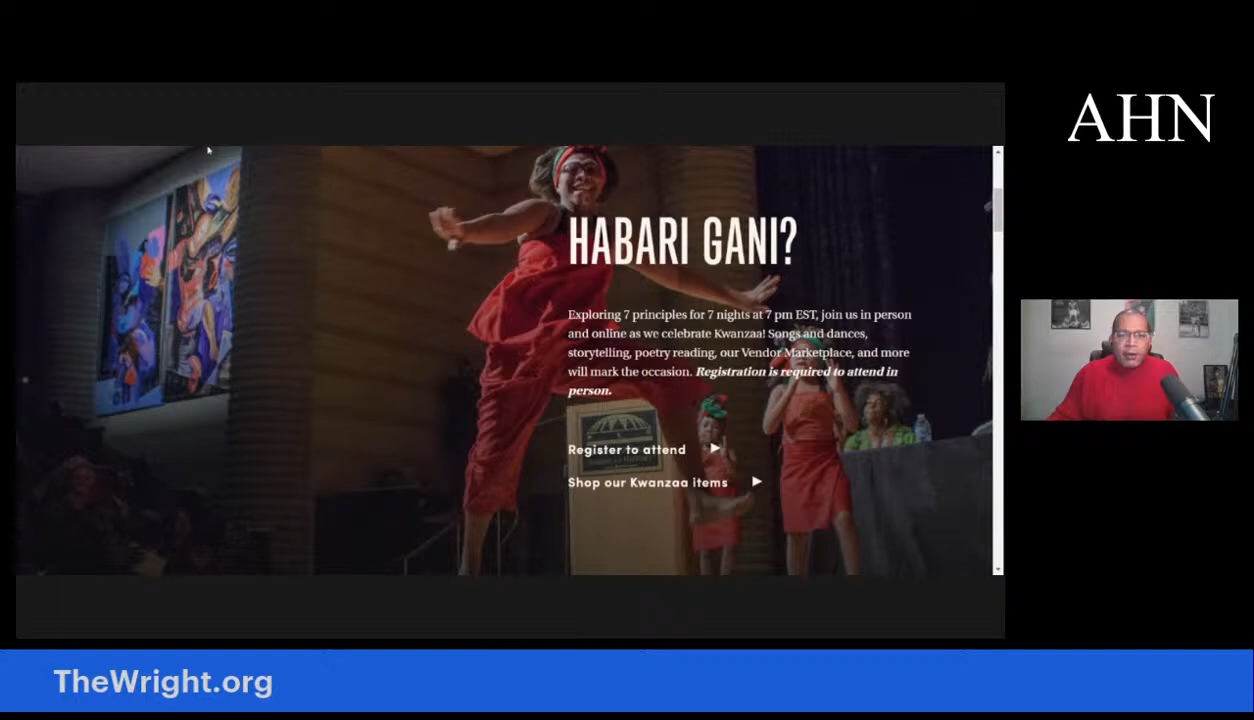 AHN
HABARI GANI?
Exploring 7 principles for 7 nights at 7 pm EST, join us in person
and online as we celebrate Kwanzaa! Songs and dances,
storytelling, poetry reading, our Vendor Marketplace, and more
will mark the occasion. Registration is required to attend in
person.
Register to attend
Shop our Kwanzaa items
TheWright.org